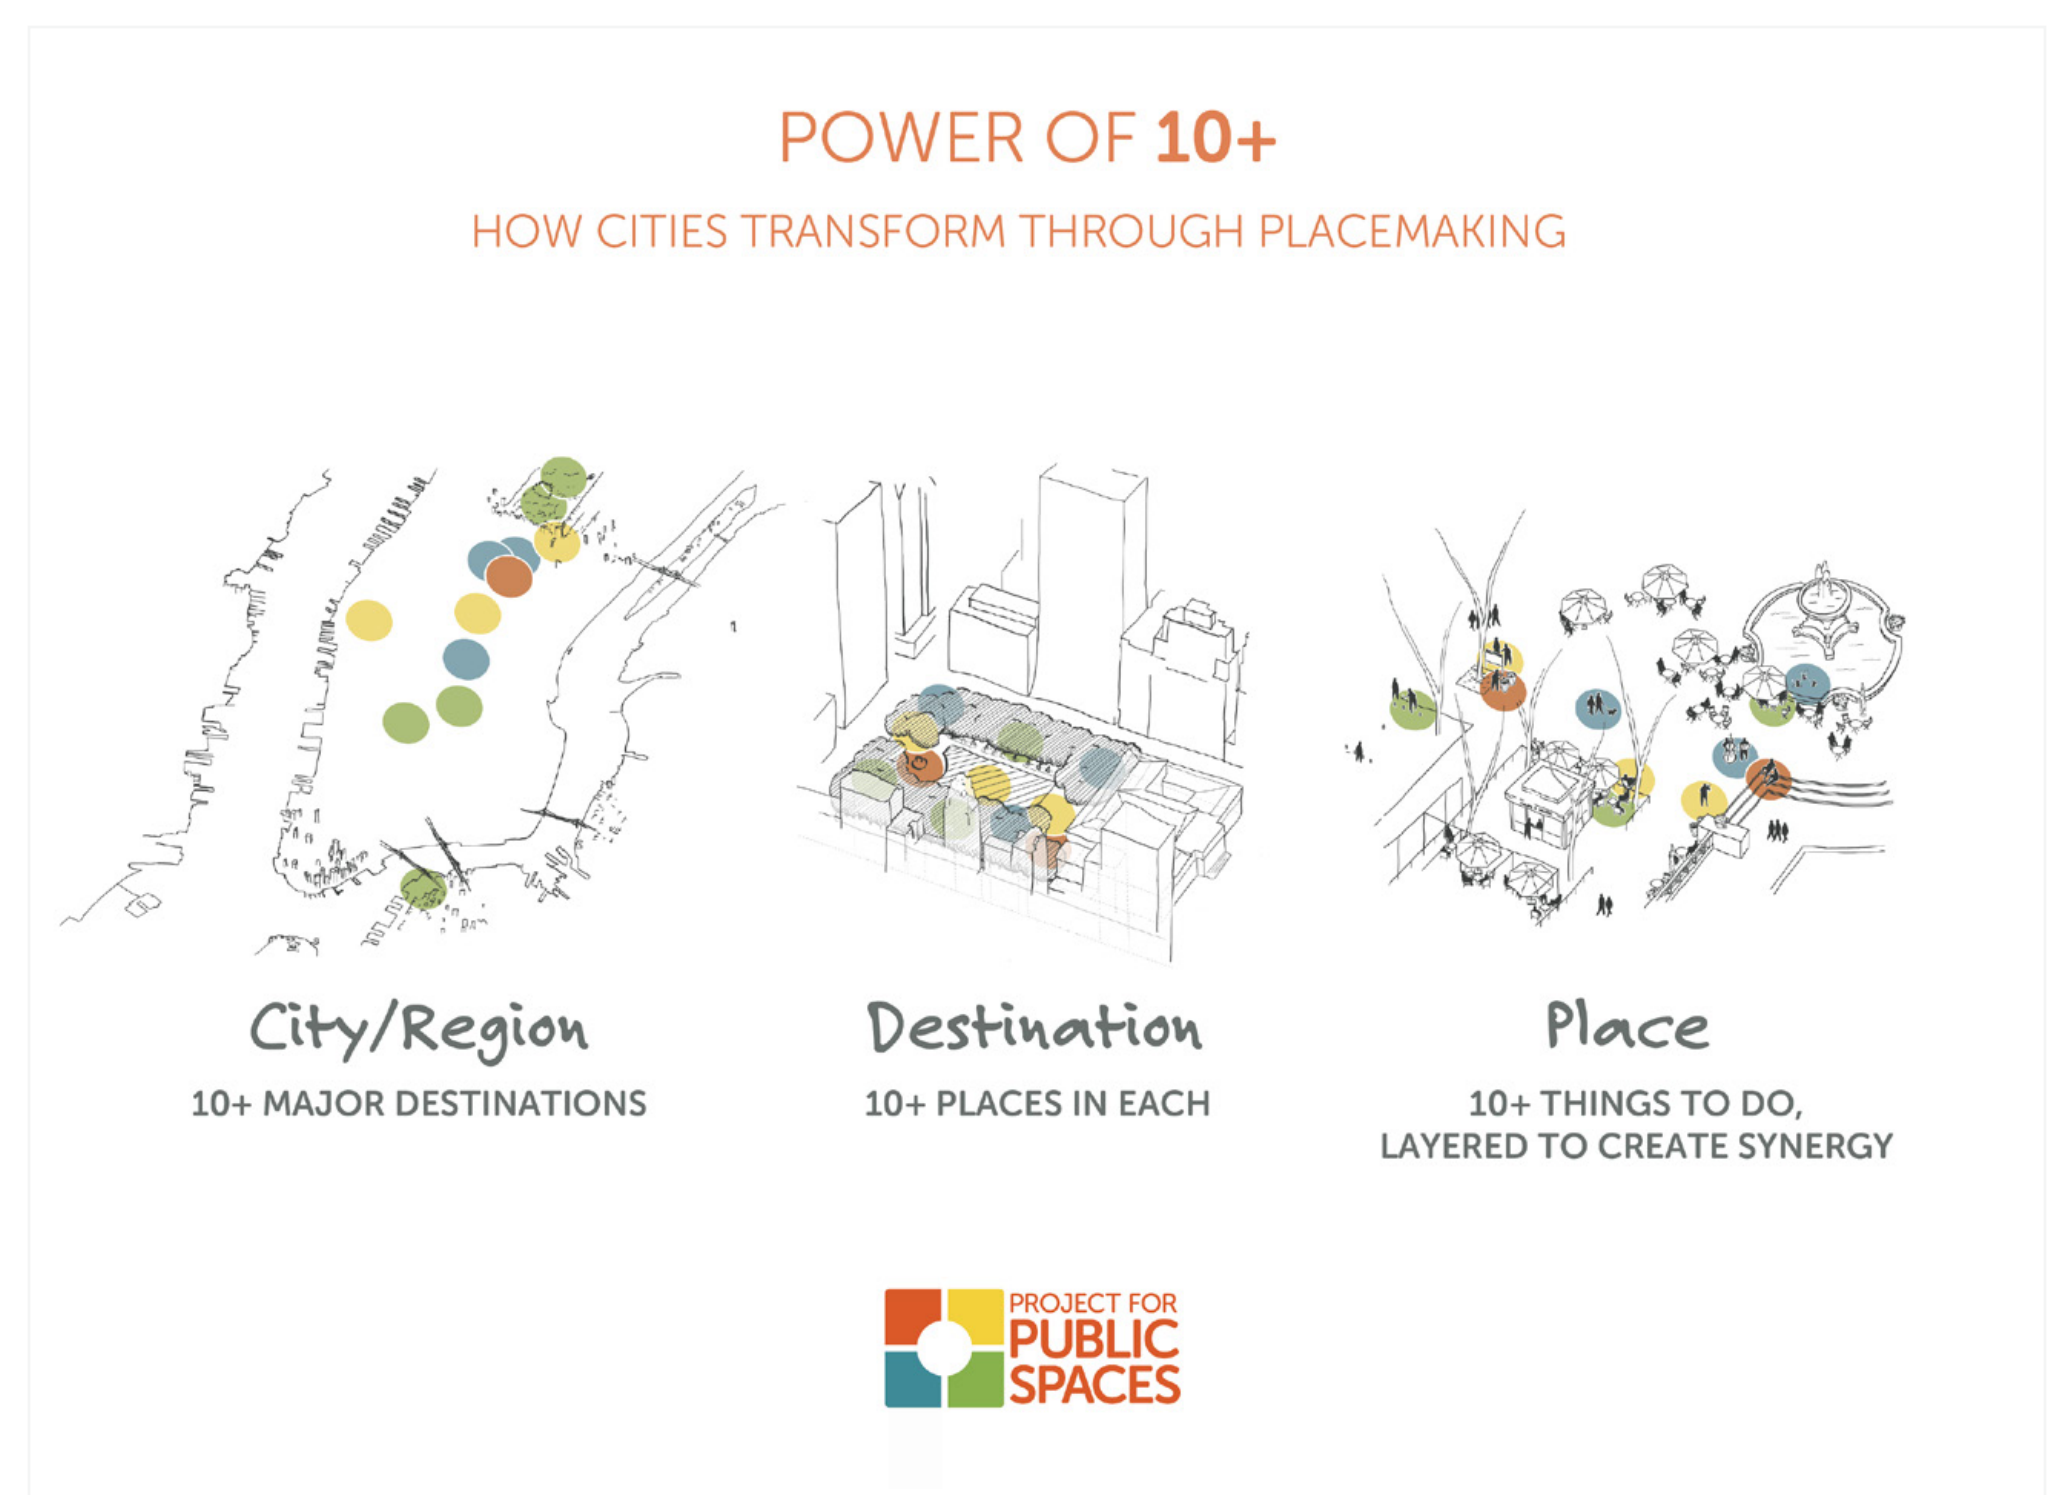 POWER OF 10+
HOW CITIES TRANSFORM THROUGH PLACEMAKING
City/Region
10+ MAJOR DESTINATIONS
Destination
10+ PLACES IN EACH
Place
10+ THINGS TO DO,
LAYERED TO CREATE SYNERGY
PROJECT FOR
PUBLIC
SPACES